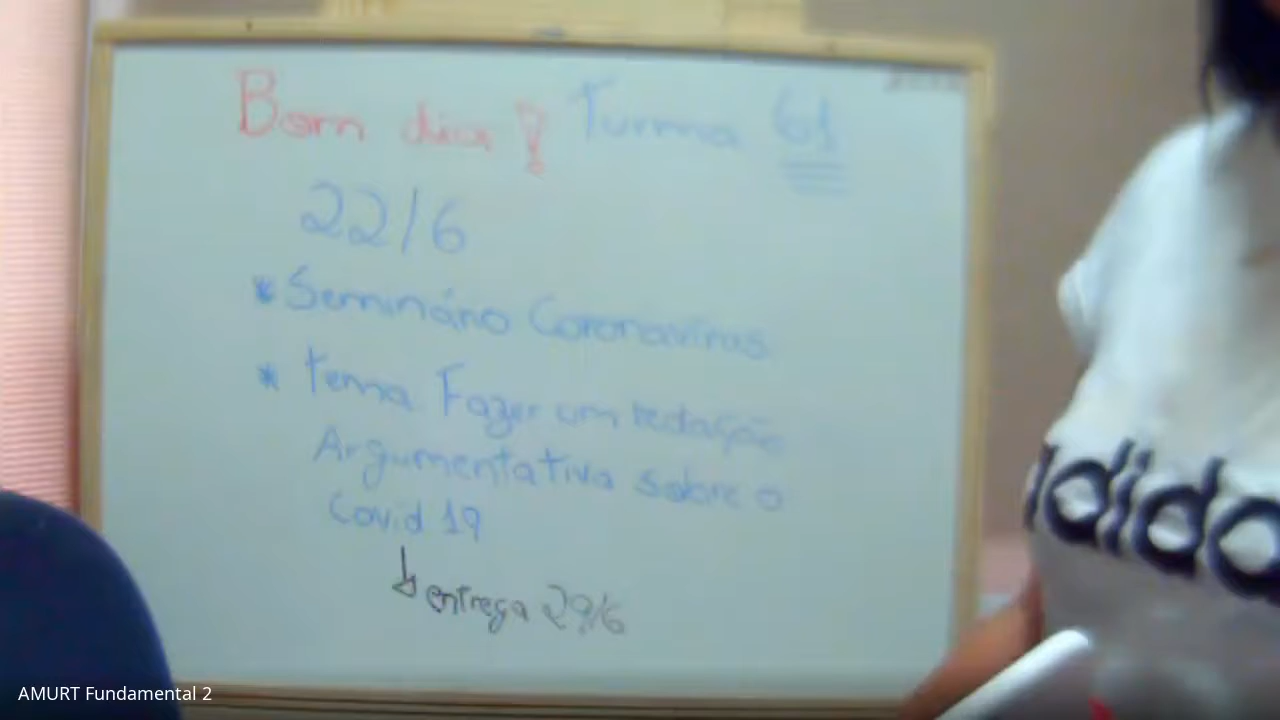 Bom dia! Turma 61
22/6
* Seminário Coronavírus
* Tema Fazer um redação
Argumentativa sobre o
Covid 19
↳ entrega 29/6
adida
AMURT Fundamental 2